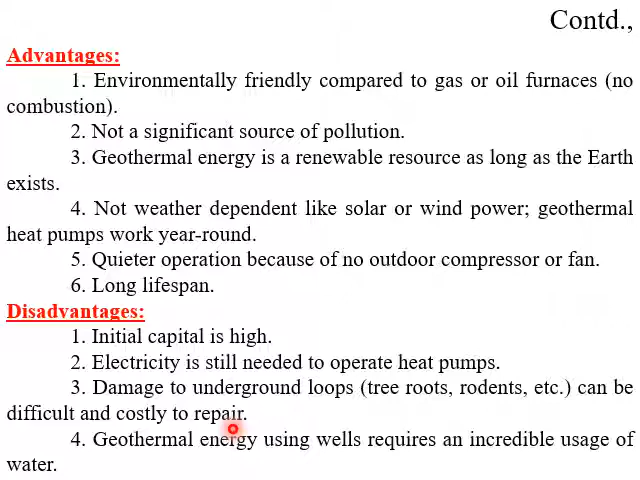 Contd.,
Advantages:
1. Environmentally friendly compared to gas or oil furnaces (no
combustion).
2. Not a significant source of pollution.
3. Geothermal energy is a renewable resource as long as the Earth
exists.
4. Not weather dependent like solar or wind power; geothermal
heat pumps work year-round.
5. Quieter operation because of no outdoor compressor or fan.
6. Long lifespan.
Disadvantages:
1. Initial capital is high.
2. Electricity is still needed to operate heat pumps.
3. Damage to underground loops (tree roots, rodents, etc.) can be
difficult and costly to repair.
4. Geothermal energy using wells requires an incredible usage of
water.